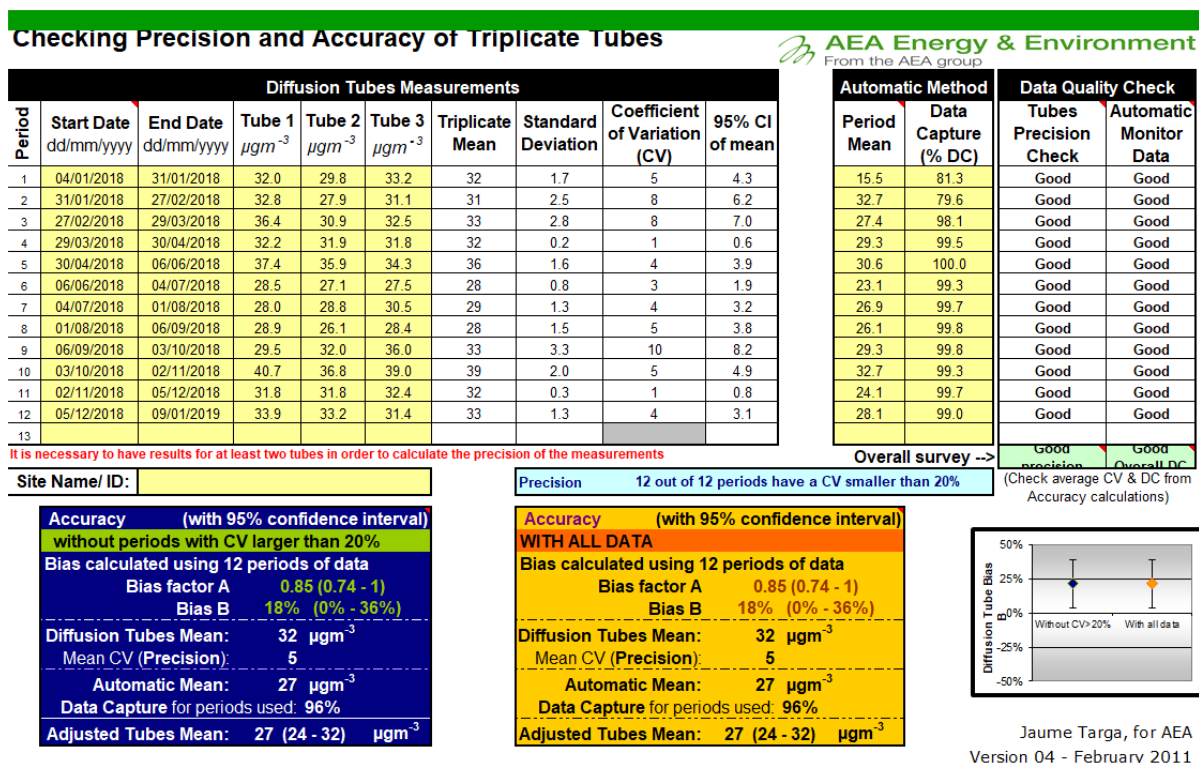 Checking Precision and Accuracy of Triplicate Tubes
AEA Energy & Environment
From the AEA group
Diffusion Tubes Measurements
Automatic Method
Data Quality Check
Period Start Date dd/mm/yyyy End Date dd/mm/yyyy Tube 1 µgm-3 Tube 2 µgm-3 Tube 3 µgm-3 Triplicate Mean Standard Deviation Coefficient of Variation (CV) 95% CI of mean Period Mean Data Capture (% DC) Tubes Precision Check Automatic Monitor Data
1 04/01/2018 31/01/2018 32.0 29.8 33.2 32 1.7 5 4.3 15.5 81.3 Good Good
2 31/01/2018 27/02/2018 32.8 27.9 31.1 31 2.5 8 6.2 32.7 79.6 Good Good
3 27/02/2018 29/03/2018 36.4 30.9 32.5 33 2.8 8 7.0 27.4 98.1 Good Good
4 29/03/2018 30/04/2018 32.2 31.9 31.8 32 0.2 1 0.6 29.3 99.5 Good Good
5 30/04/2018 06/06/2018 37.4 35.9 34.3 36 1.6 4 3.9 30.6 100.0 Good Good
6 06/06/2018 04/07/2018 28.5 27.1 27.5 28 0.8 3 1.9 23.1 99.3 Good Good
7 04/07/2018 01/08/2018 28.0 28.8 30.5 29 1.3 4 3.2 26.9 99.7 Good Good
8 01/08/2018 06/09/2018 28.9 26.1 28.4 28 1.5 5 3.8 26.1 99.8 Good Good
9 06/09/2018 03/10/2018 29.5 32.0 36.0 33 3.3 10 8.2 29.3 99.8 Good Good
10 03/10/2018 02/11/2018 40.7 36.8 39.0 39 2.0 5 4.9 32.7 99.3 Good Good
11 02/11/2018 05/12/2018 31.8 31.8 32.4 32 0.3 1 0.8 24.1 99.7 Good Good
12 05/12/2018 09/01/2019 33.9 33.2 31.4 33 1.3 4 3.1 28.1 99.0 Good Good
13
It is necessary to have results for at least two tubes in order to calculate the precision of the measurements
Overall survey --> Good precision Good Overall DC
Site Name/ ID:
Precision 12 out of 12 periods have a CV smaller than 20%
(Check average CV & DC from
Accuracy calculations)
Accuracy (with 95% confidence interval)
without periods with CV larger than 20%
Bias calculated using 12 periods of data
Bias factor A 0.85 (0.74 - 1)
Bias B 18% (0% - 36%)
Diffusion Tubes Mean: 32 µgm-3
Mean CV (Precision): 5
Automatic Mean: 27 µgm-3
Data Capture for periods used: 96%
Adjusted Tubes Mean: 27 (24 - 32) µgm-3
Accuracy (with 95% confidence interval)
WITH ALL DATA
Bias calculated using 12 periods of data
Bias factor A 0.85 (0.74 - 1)
Bias B 18% (0% - 36%)
Diffusion Tubes Mean: 32 µgm-3
Mean CV (Precision): 5
Automatic Mean: 27 µgm-3
Data Capture for periods used: 96%
Adjusted Tubes Mean: 27 (24 - 32) µgm-3
Diffusion Tube Bias B
50%
25%
0%
-25%
-50%
Without CV>20% With all data
Jaume Targa, for AEA
Version 04 - February 2011